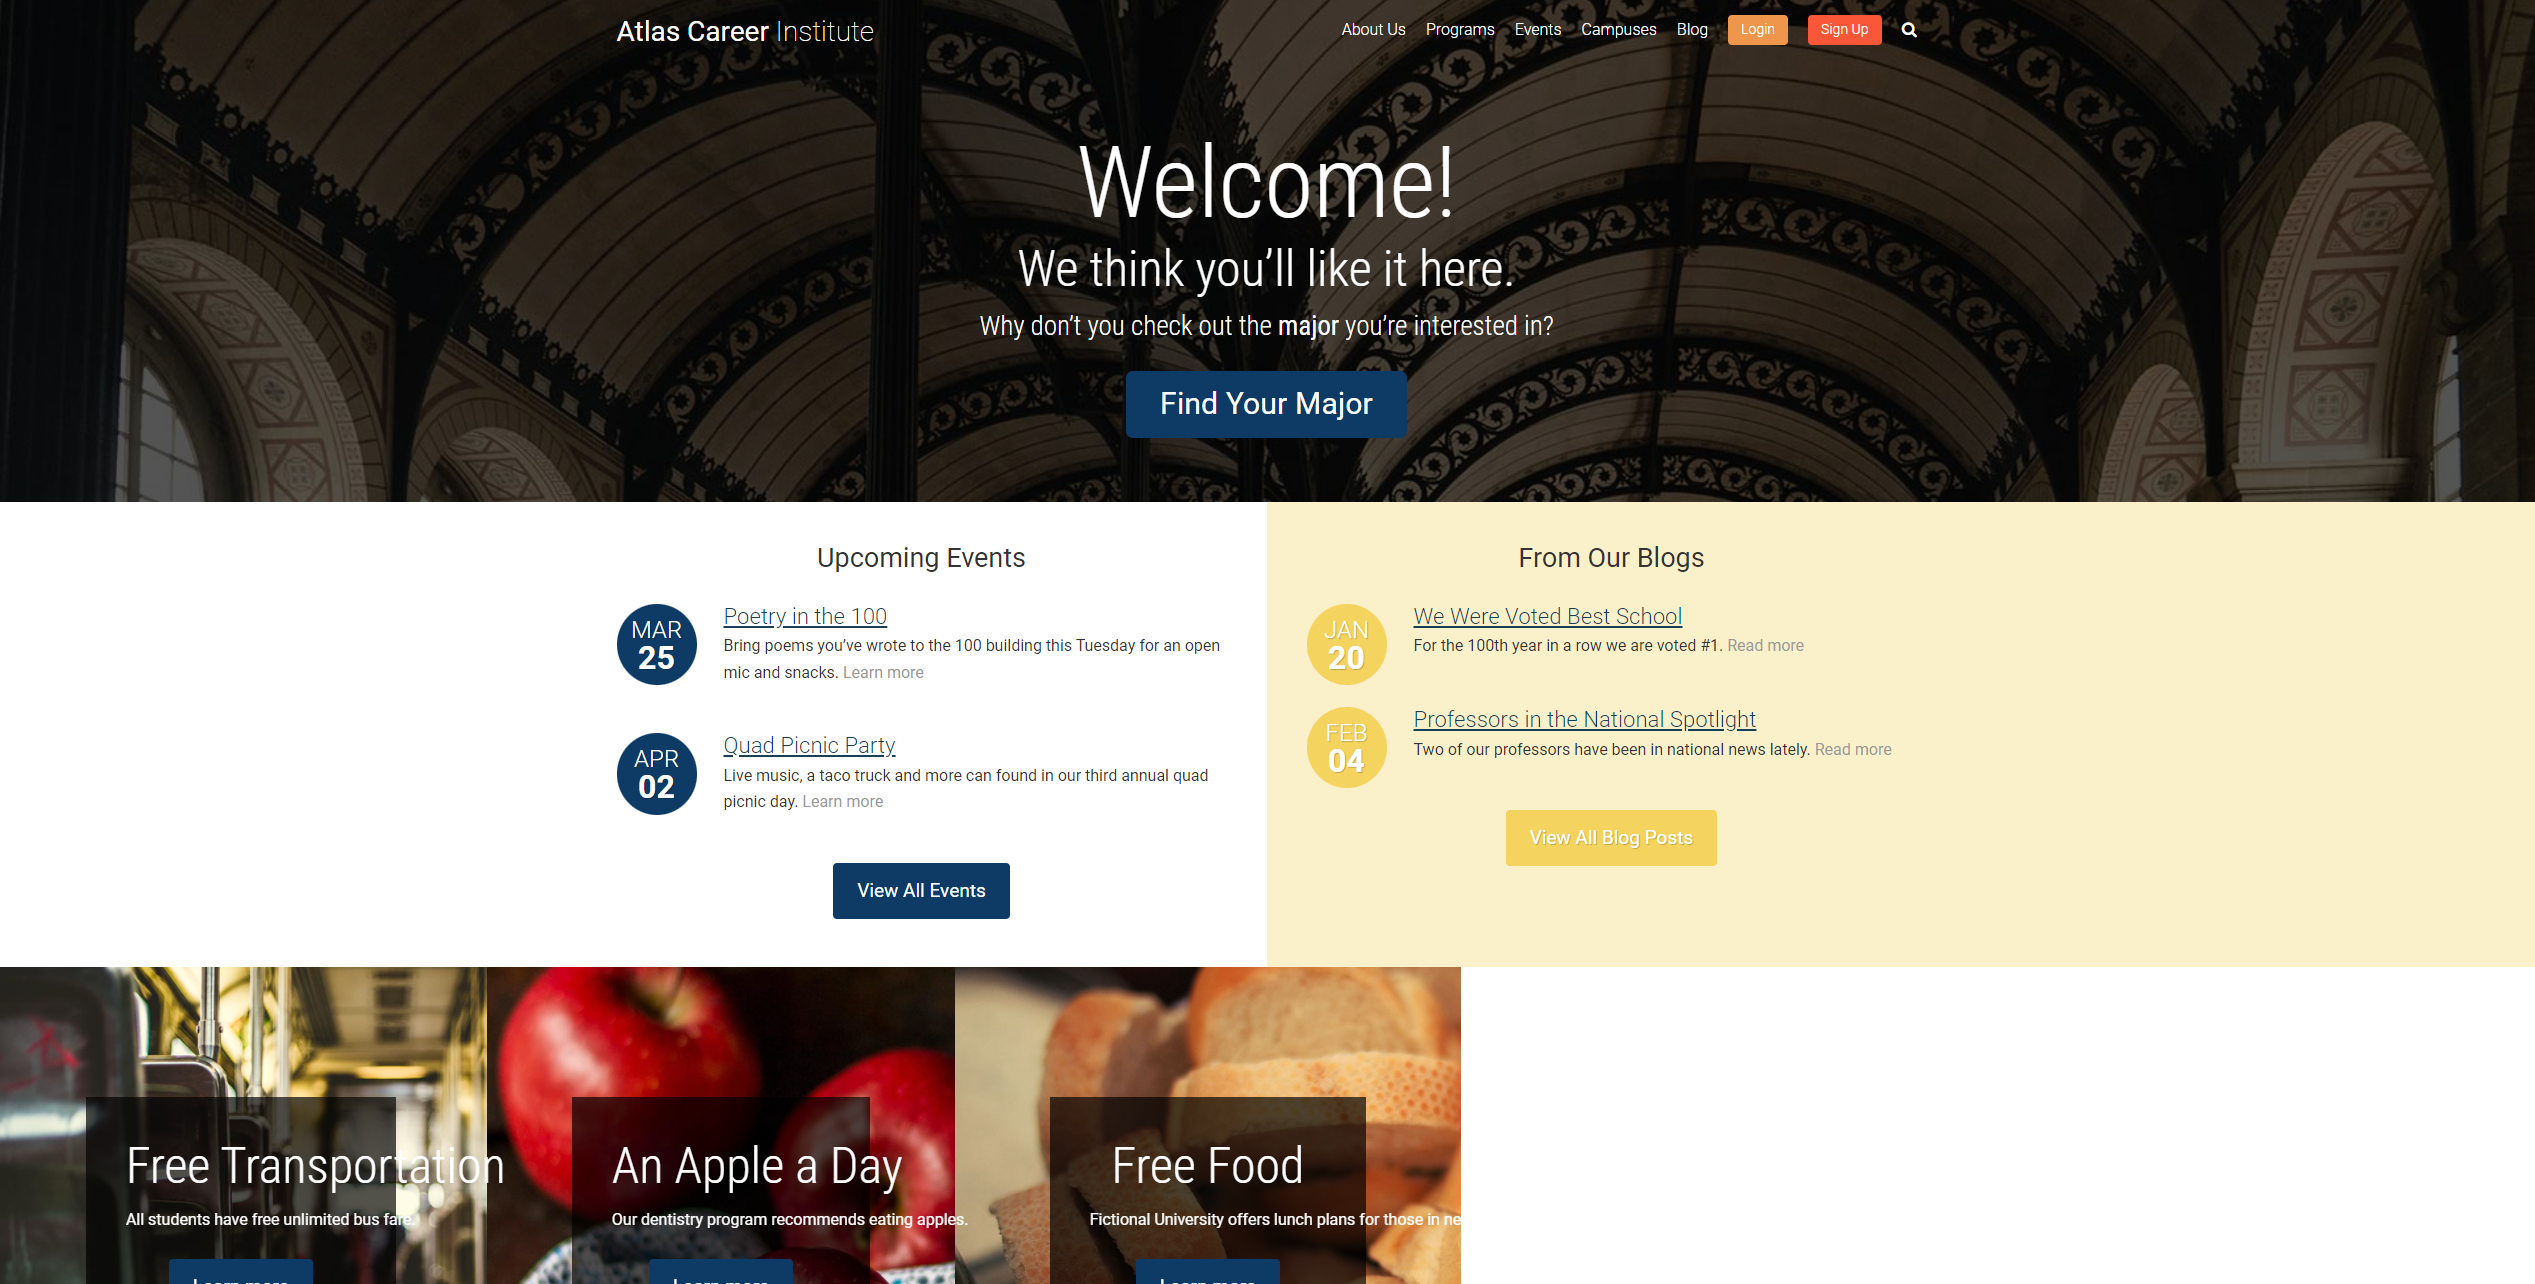 Atlas Career Institute
About Us Programs Events Campuses Blog Login Sign Up
Welcome!
We think you’ll like it here.
Why don’t you check out the major you’re interested in?
Find Your Major
Upcoming Events
MAR
25
Poetry in the 100
Bring poems you’ve wrote to the 100 building this Tuesday for an open
mic and snacks. Learn more
APR
02
Quad Picnic Party
Live music, a taco truck and more can found in our third annual quad
picnic day. Learn more
View All Events
From Our Blogs
JAN
20
We Were Voted Best School
For the 100th year in a row we are voted #1. Read more
FEB
04
Professors in the National Spotlight
Two of our professors have been in national news lately. Read more
View All Blog Posts
Free Transportation
All students have free unlimited bus fare.
Learn more
An Apple a Day
Our dentistry program recommends eating apples.
Learn more
Free Food
Fictional University offers lunch plans for those in
Learn more